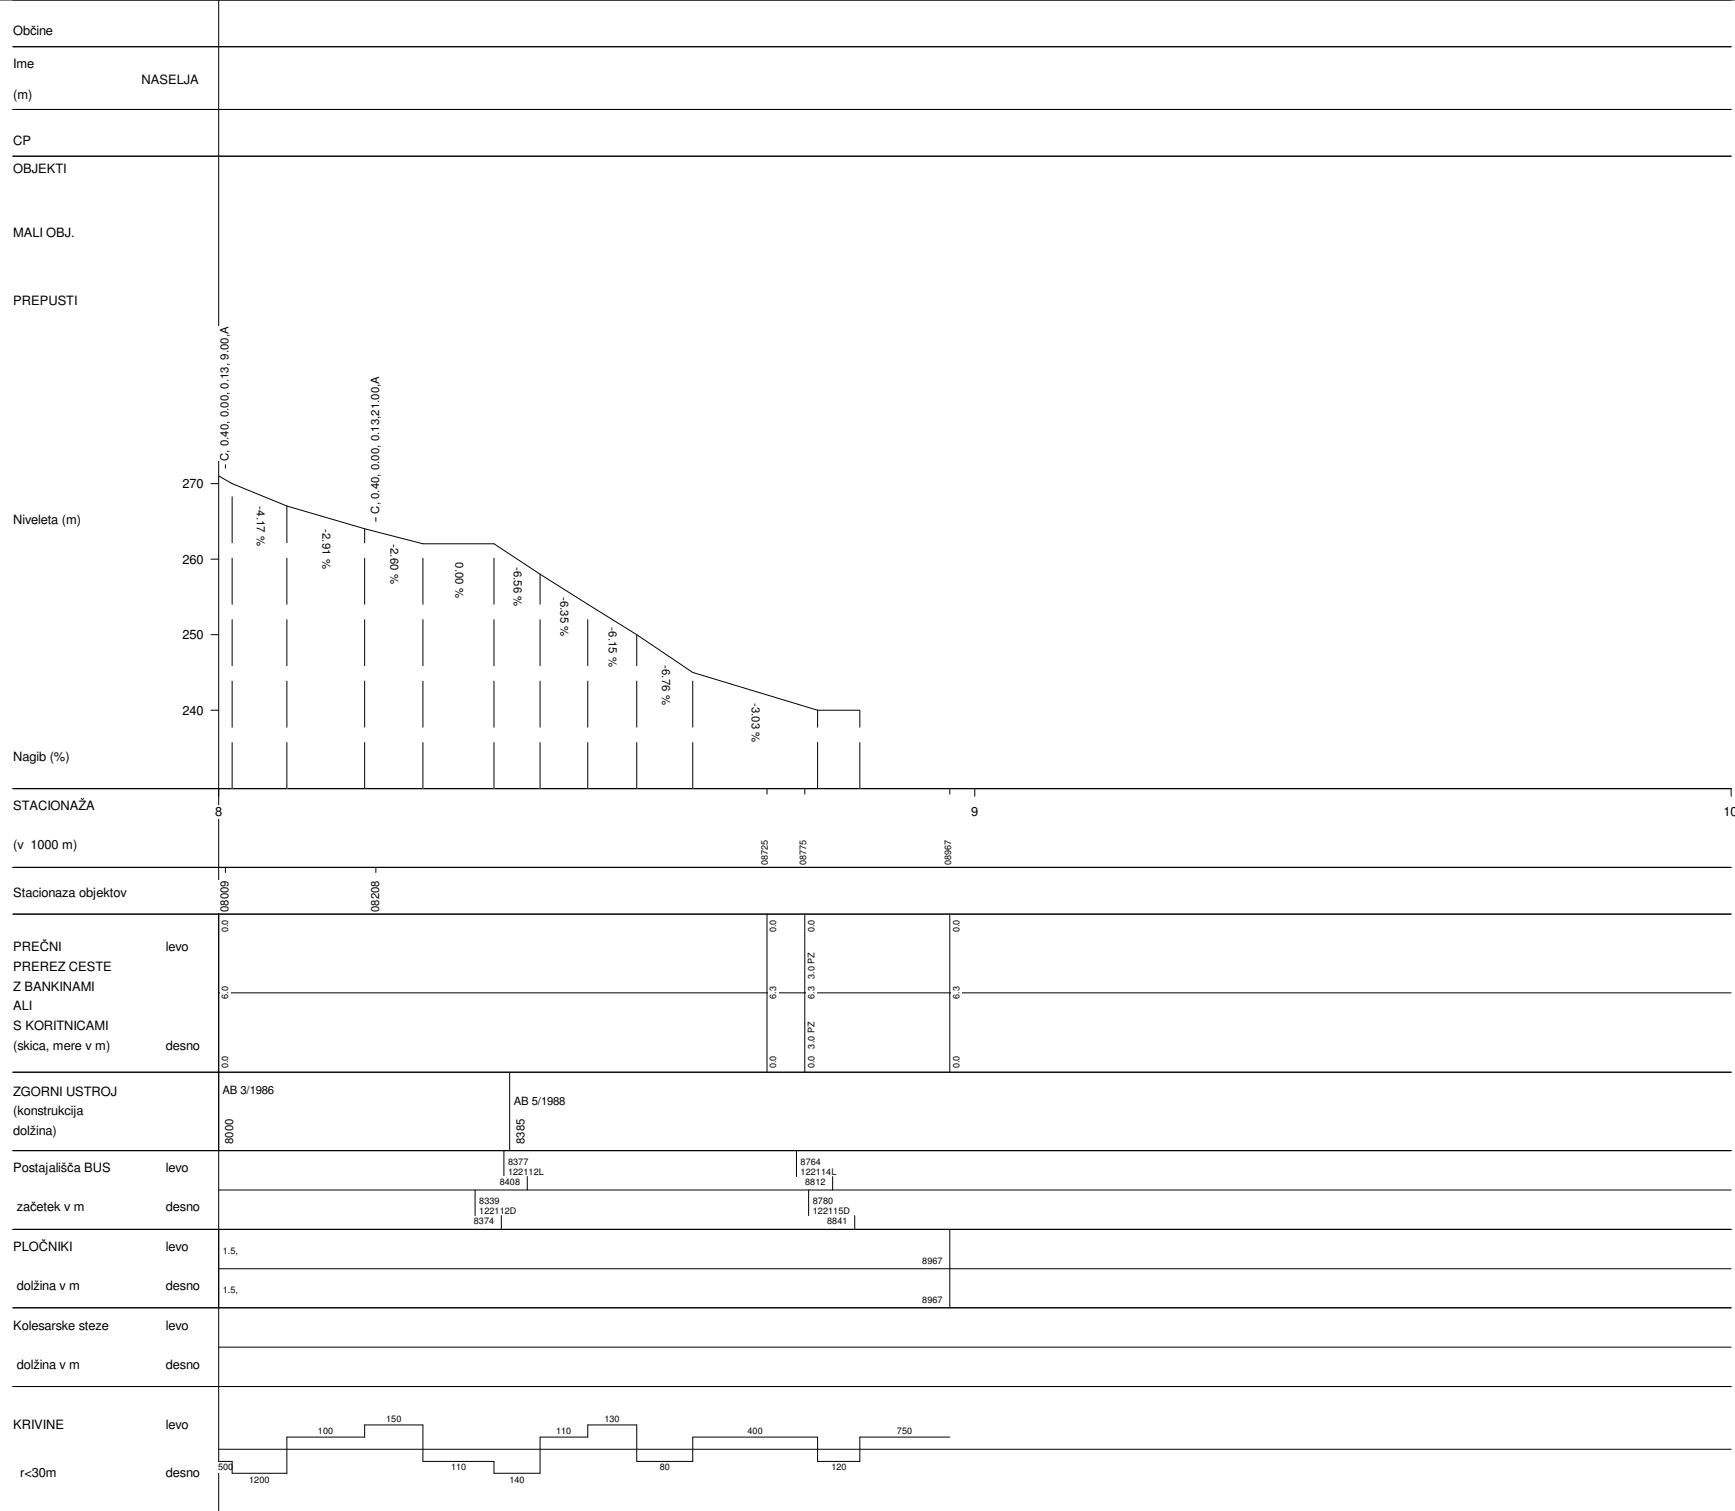 Občine
Ime
NASELJA
(m)
CP
OBJEKTI
MALI OBJ.
PREPUSTI
– C, 0.40, 0.00, 0.13, 9.00,A
– C, 0.40, 0.00, 0.13,21.00,A
270
Niveleta (m)
260
250
240
-4.17 %
-2.91 %
-2.60 %
0.00 %
-6.56 %
-6.35 %
-6.15 %
-6.76 %
-3.03 %
Nagib (%)
STACIONAŽA
8
9
10
(v 1000 m)
08725
08775
08967
Stacionaza objektov
08009
08208
PREČNI levo
PREREZ CESTE
Z BANKINAMI
ALI
S KORITNICAMI
(skica, mere v m) desno
0.0
6.0
0.0
0.0
6.3
0.0
0.0 3.0 PZ 6.3 3.0 PZ 0.0
0.0
6.3
0.0
ZGORNI USTROJ
(konstrukcija
dolžina)
AB 3/1986
8000
AB 5/1988
8385
Postajališča BUS levo
8377
122112L
8408
8764
122114L
8812
začetek v m desno
8339
122112D
8374
8780
122115D
8841
PLOČNIKI levo
1.5,
8967
dolžina v m desno
1.5,
8967
Kolesarske steze levo
dolžina v m desno
KRIVINE levo
100
150
110
130
400
750
r<30m desno
500
1200
110
140
80
120